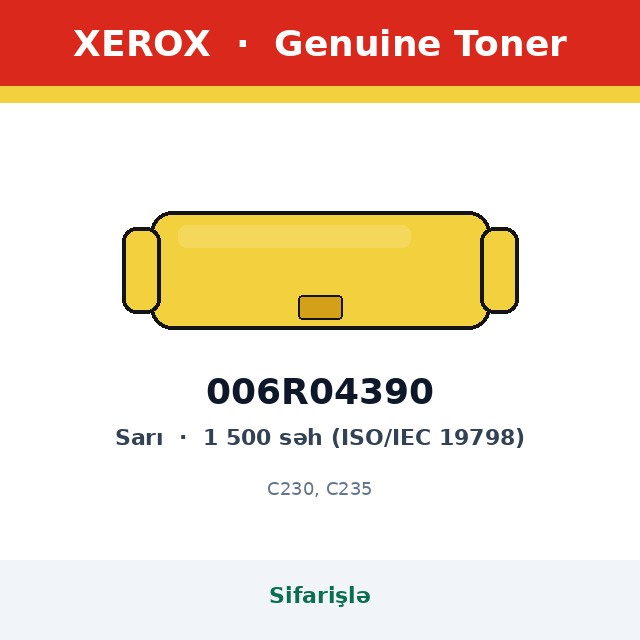 XEROX · Genuine Toner
006R04390
Sarı · 1 500 səh (ISO/IEC 19798)
C230, C235
Sifarişlə